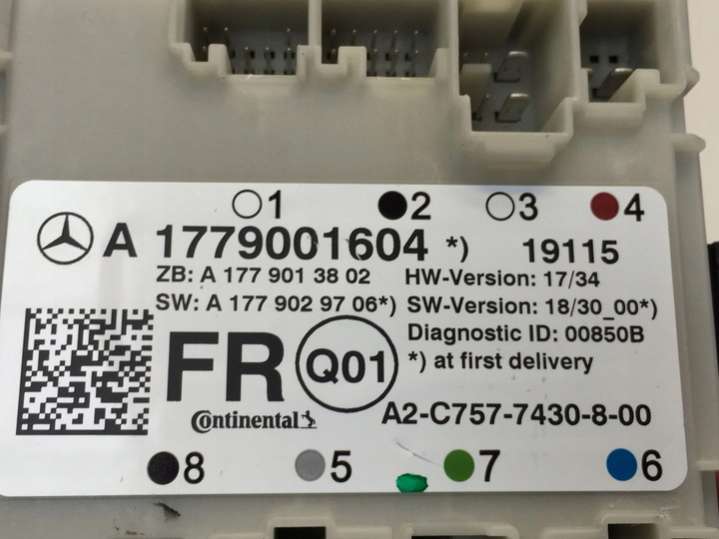 1 2 3 4
A 1779001604 *) 19115
ZB: A 177 901 38 02 HW-Version: 17/34
SW: A 177 902 97 06*) SW-Version: 18/30_00*)
Diagnostic ID: 00850B
FR Q01 *) at first delivery
Continental A2-C757-7430-8-00
8 5 7 6